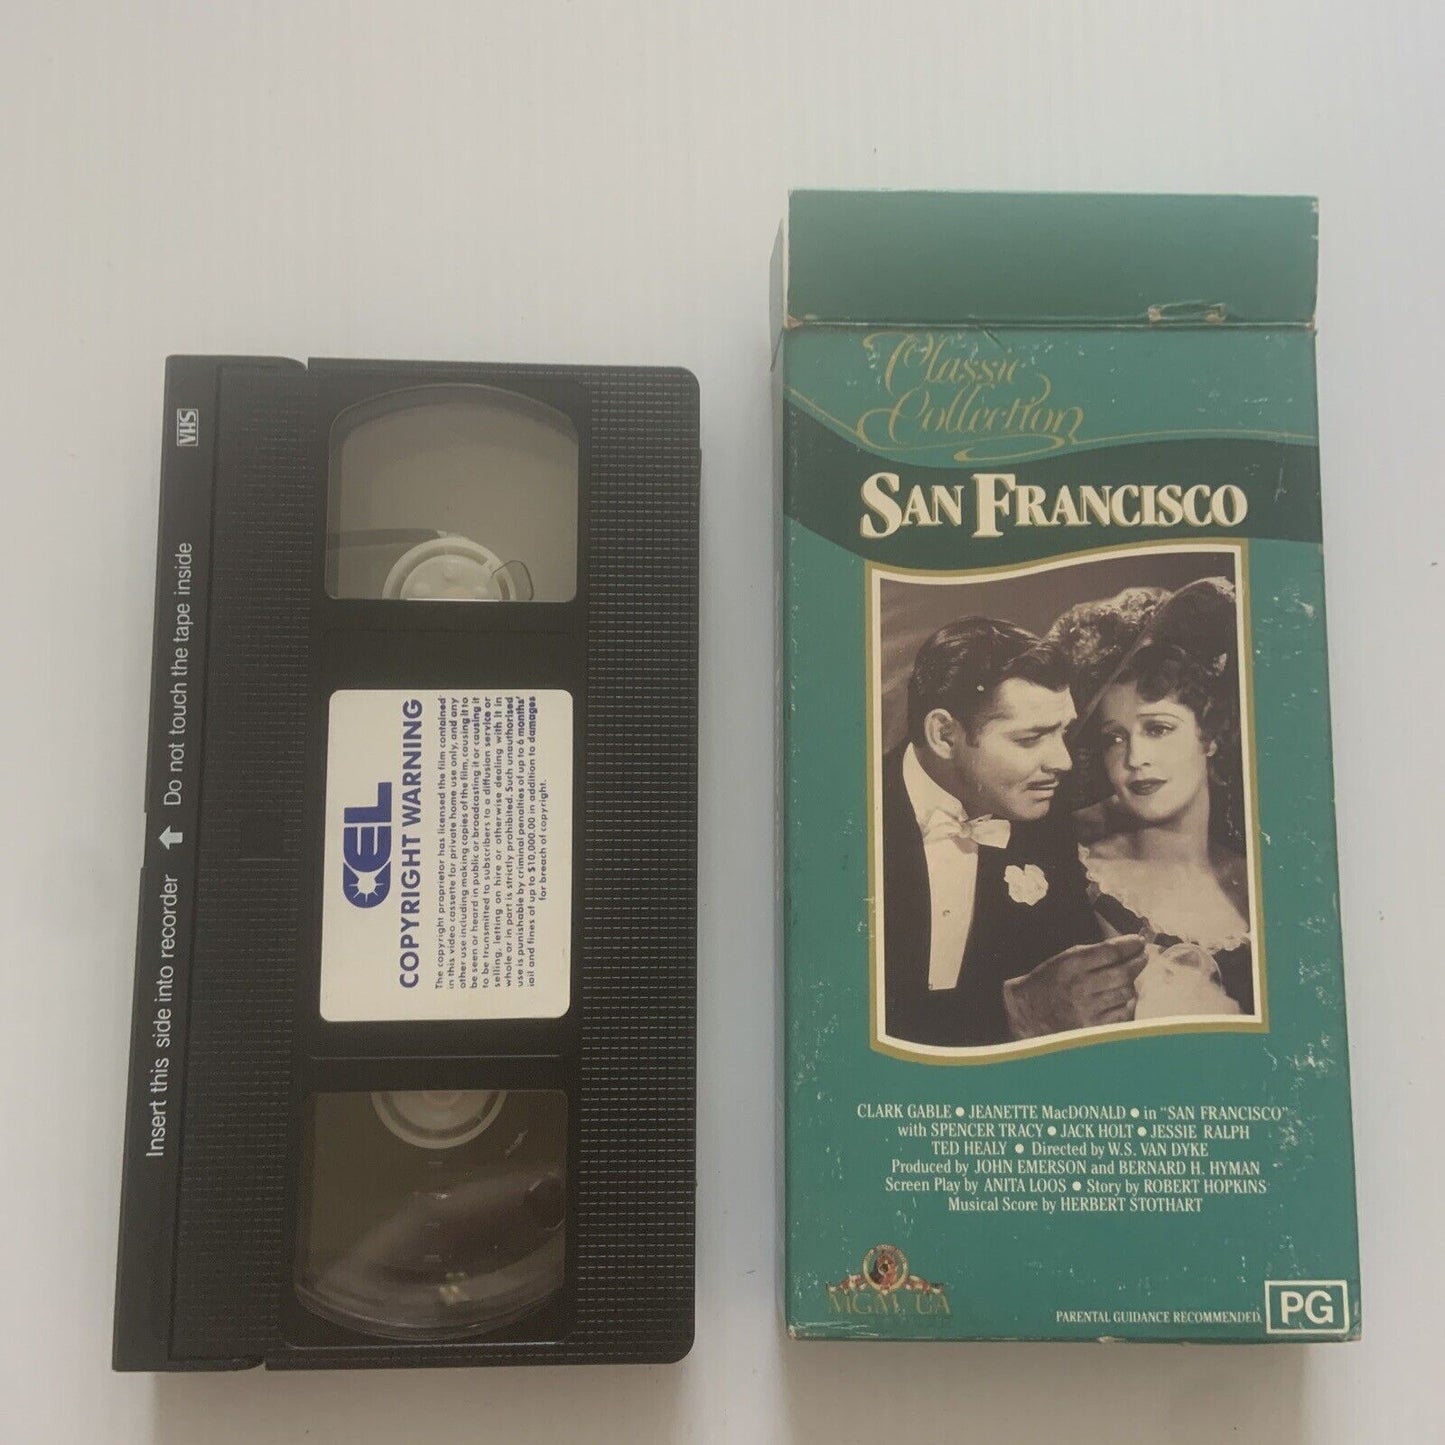 VHS
Insert this side into recorder Do not touch the tape inside
CEL
COPYRIGHT WARNING
The copyright proprietor has licensed the film contained
in this video cassette for private home use only, and any
other use including making copies of the film, causing it to
be seen or heard in public or broadcasting it or causing it
to be transmitted to subscribers to a diffusion service or
selling, letting on hire or otherwise dealing with it in
whole or in part is strictly prohibited. Such unauthorised
use is punishable by criminal penalties of up to 6 months'
jail and fines of up to $10,000.00 in addition to damages
for breach of copyright.
Classic
Collection
SAN FRANCISCO
CLARK GABLE ● JEANETTE MacDONALD ● in "SAN FRANCISCO"
with SPENCER TRACY ● JACK HOLT ● JESSIE RALPH
TED HEALY ● Directed by W.S. VAN DYKE
Produced by JOHN EMERSON and BERNARD H. HYMAN
Screen Play by ANITA LOOS ● Story by ROBERT HOPKINS
Musical Score by HERBERT STOTHART
MGM UA
PARENTAL GUIDANCE RECOMMENDED.
PG